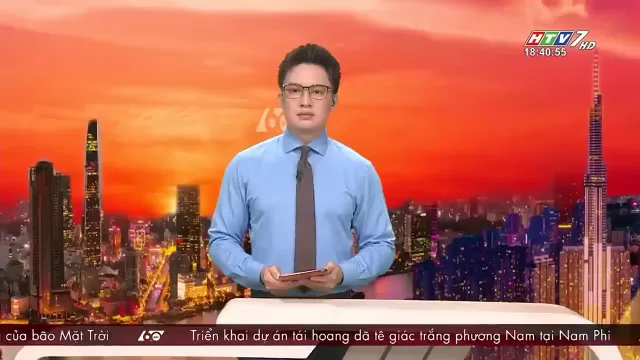 HTV7 HD
18:40:55
của bão Mặt Trời 60 Triển khai dự án tái hoang dã tê giác trắng phương Nam tại Nam Phi